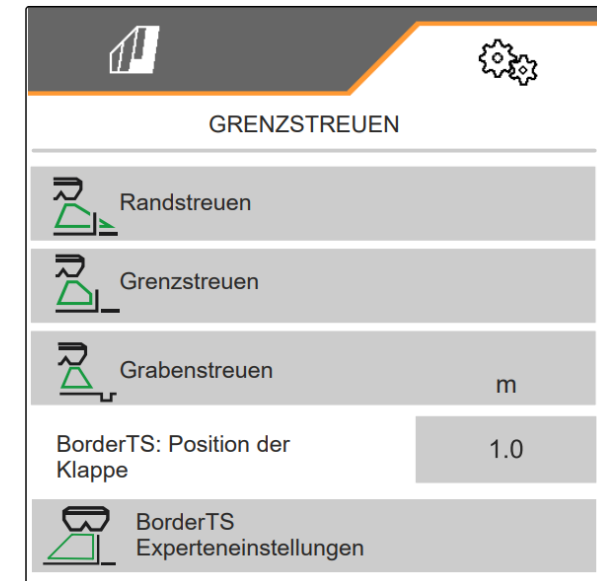 GRENZSTREUEN
Randstreuen
Grenzstreuen
Grabenstreuen
m
BorderTS: Position der
Klappe
1.0
BorderTS
Experteneinstellungen